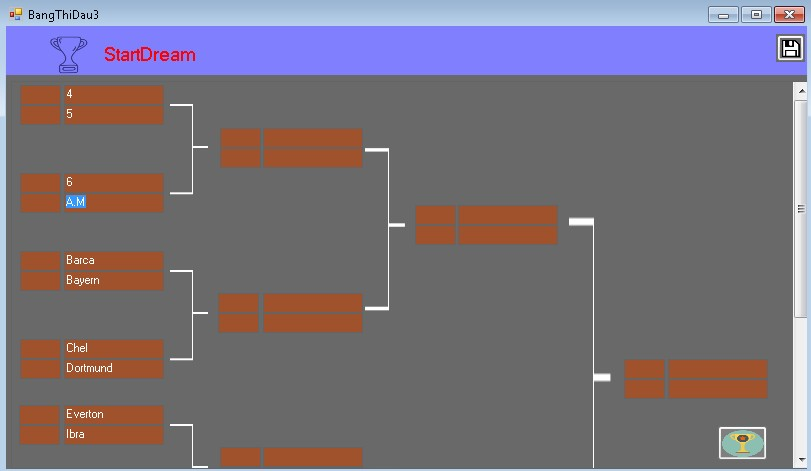 BangThiDau3
StartDream
4
5
6
A.M
Barca
Bayern
Chel
Dortmund
Everton
Ibra